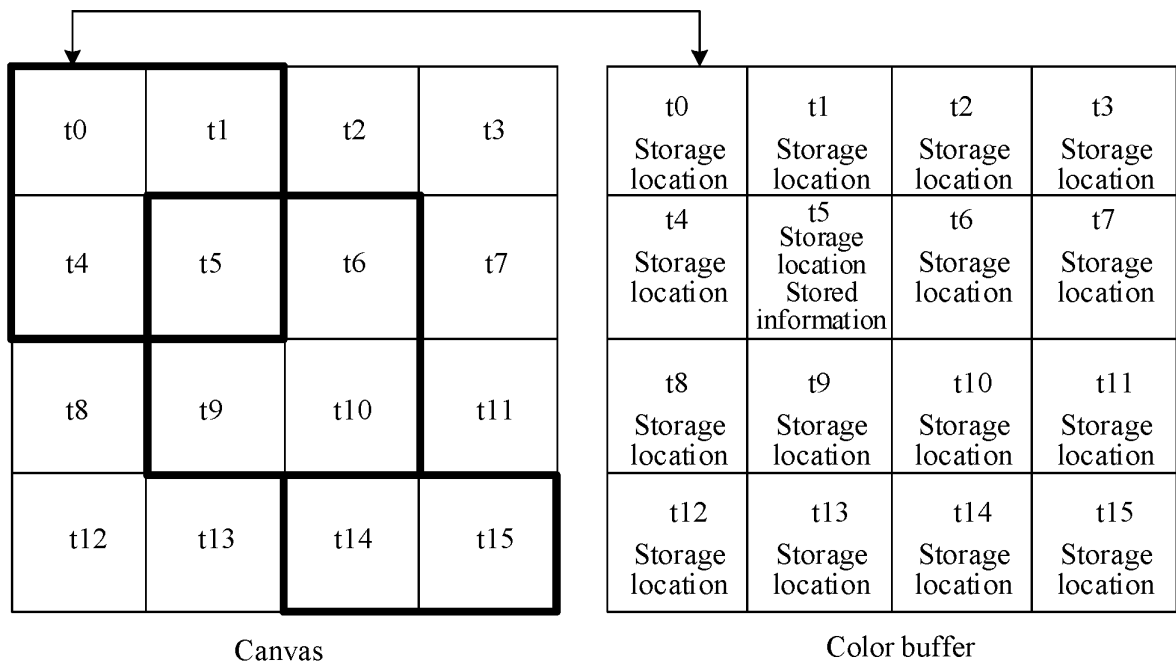 t0 t1 t2 t3
t4 t5 t6 t7
t8 t9 t10 t11
t12 t13 t14 t15
Canvas
t0 t1 t2 t3
Storage Storage Storage Storage
location location location location
t4 t5 t6 t7
Storage Storage Storage Storage
location location location location
Stored
information
t8 t9 t10 t11
Storage Storage Storage Storage
location location location location
t12 t13 t14 t15
Storage Storage Storage Storage
location location location location
Color buffer